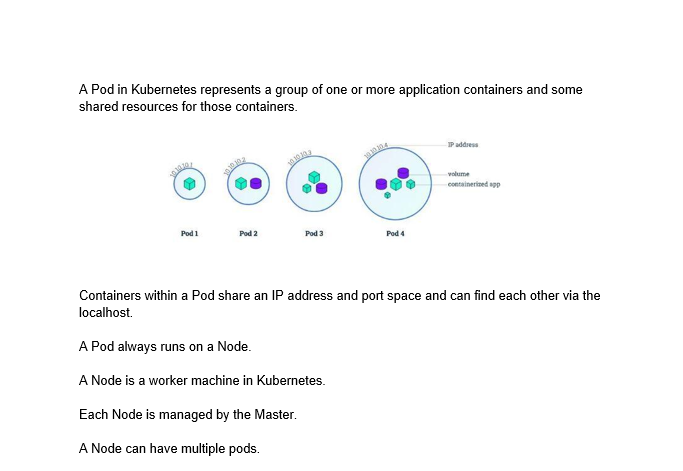 A Pod in Kubernetes represents a group of one or more application containers and some
shared resources for those containers.
10.10.10.1
10.10.10.2
10.10.10.3
10.10.10.4
IP address
volume
containerized app
Pod 1
Pod 2
Pod 3
Pod 4
Containers within a Pod share an IP address and port space and can find each other via the
localhost.
A Pod always runs on a Node.
A Node is a worker machine in Kubernetes.
Each Node is managed by the Master.
A Node can have multiple pods.